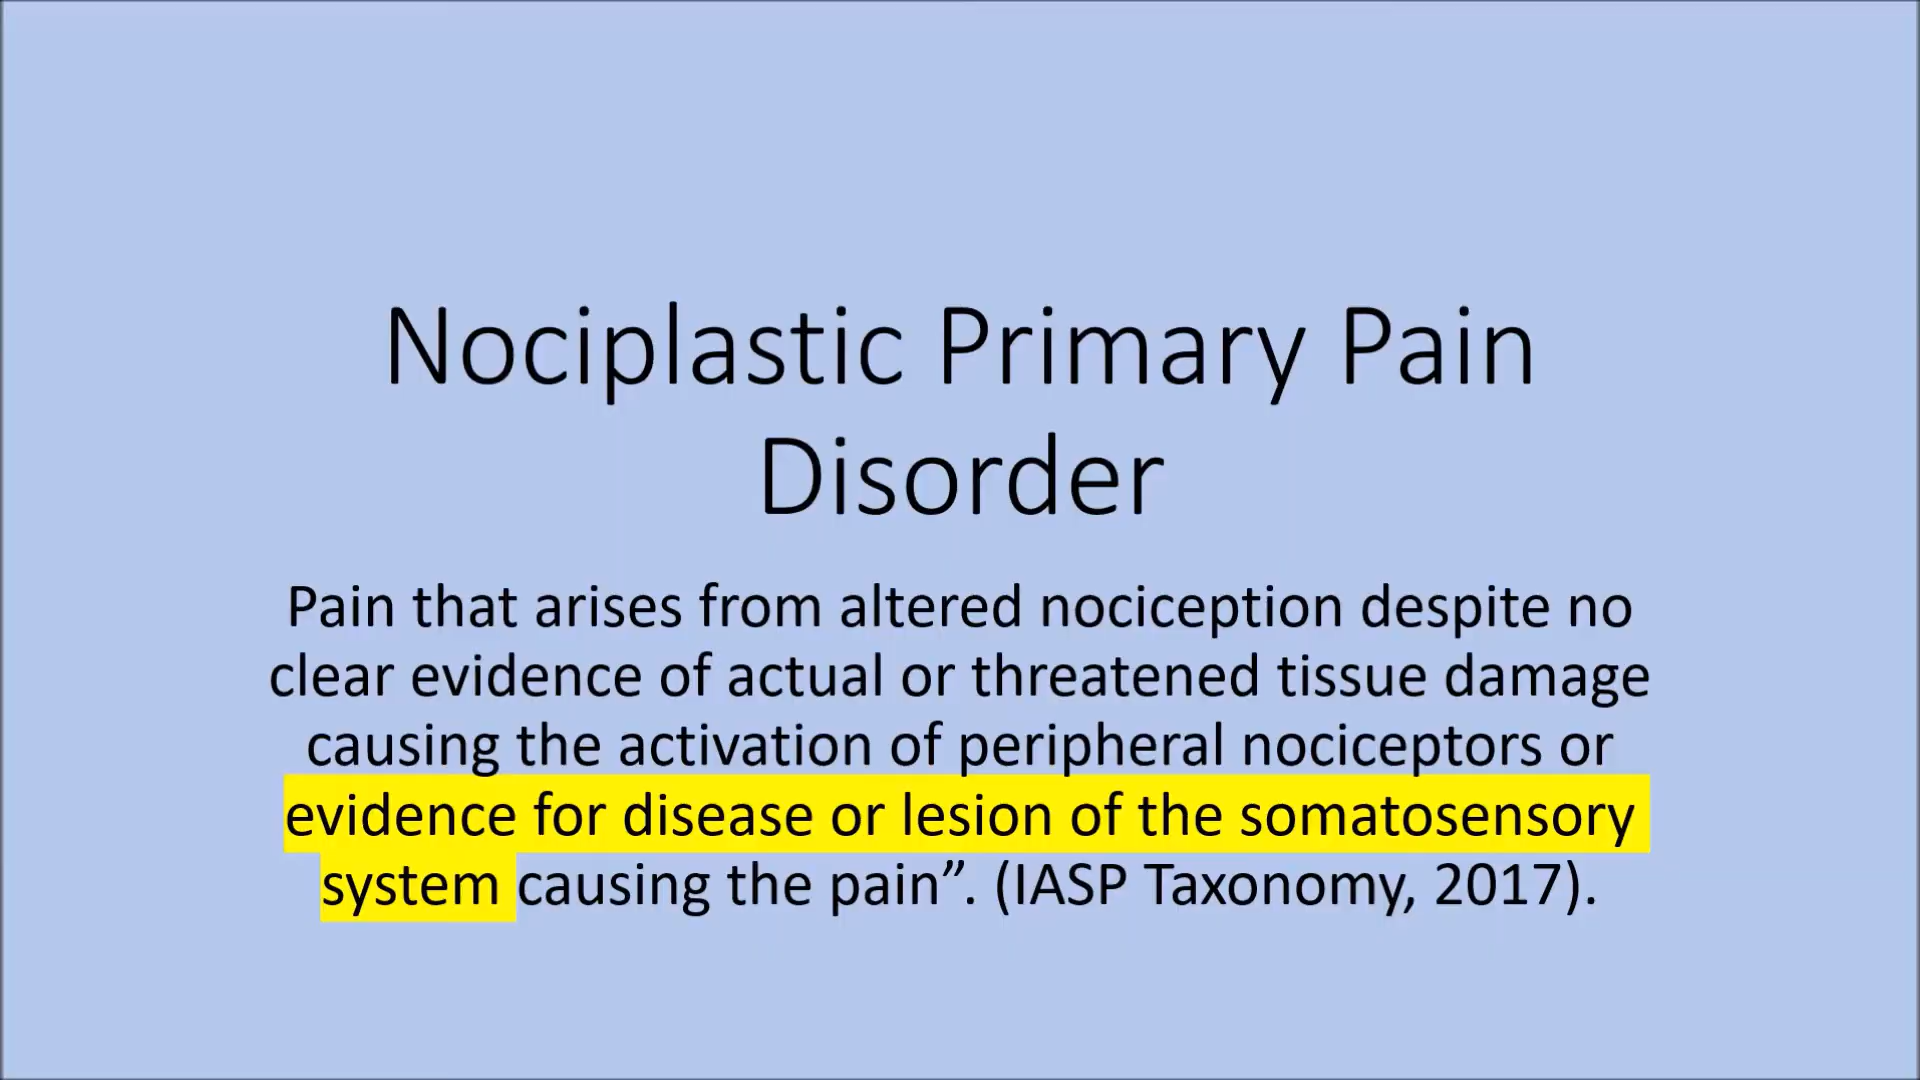 Nociplastic Primary Pain
Disorder
Pain that arises from altered nociception despite no
clear evidence of actual or threatened tissue damage
causing the activation of peripheral nociceptors or
evidence for disease or lesion of the somatosensory
system causing the pain”. (IASP Taxonomy, 2017).